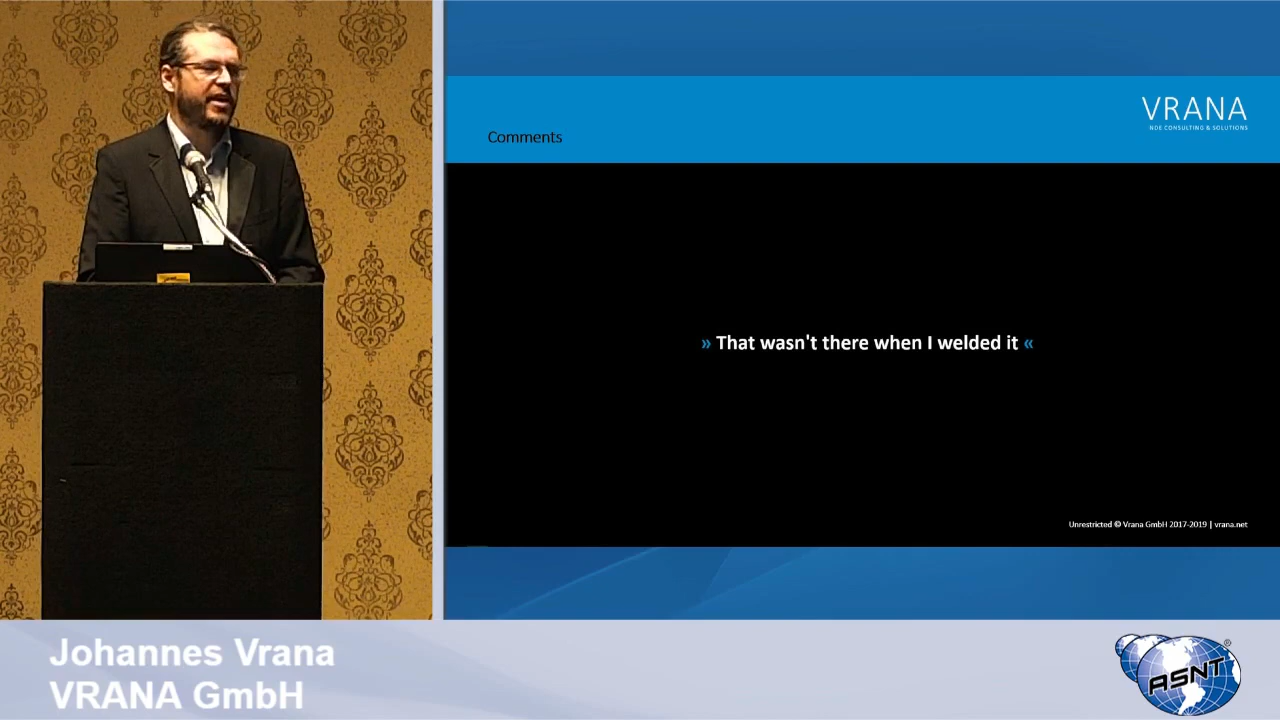 VRANA
NDE CONSULTING & SOLUTIONS
Comments
» That wasn't there when I welded it «
Unrestricted © Vrana GmbH 2017-2019 | vrana.net
Johannes Vrana
VRANA GmbH
ASNT
®